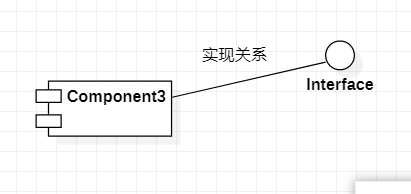 实现关系
Component3
Interface